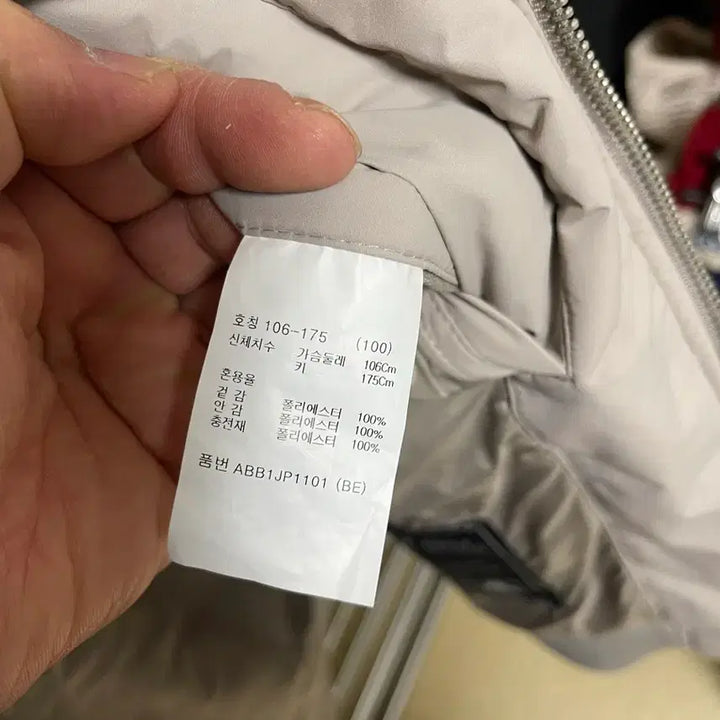 호칭 106-175 (100)
신체치수 가슴둘레 106Cm
키 175Cm
혼용율
겉 감 폴리에스터 100%
안 감 폴리에스터 100%
충전재 폴리에스터 100%
품번 ABB1JP1101 (BE)